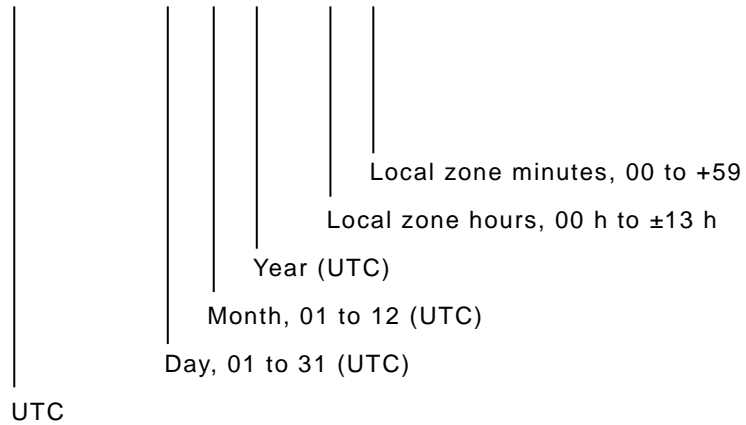 Local zone minutes, 00 to +59
Local zone hours, 00 h to ±13 h
Year (UTC)
Month, 01 to 12 (UTC)
Day, 01 to 31 (UTC)
UTC